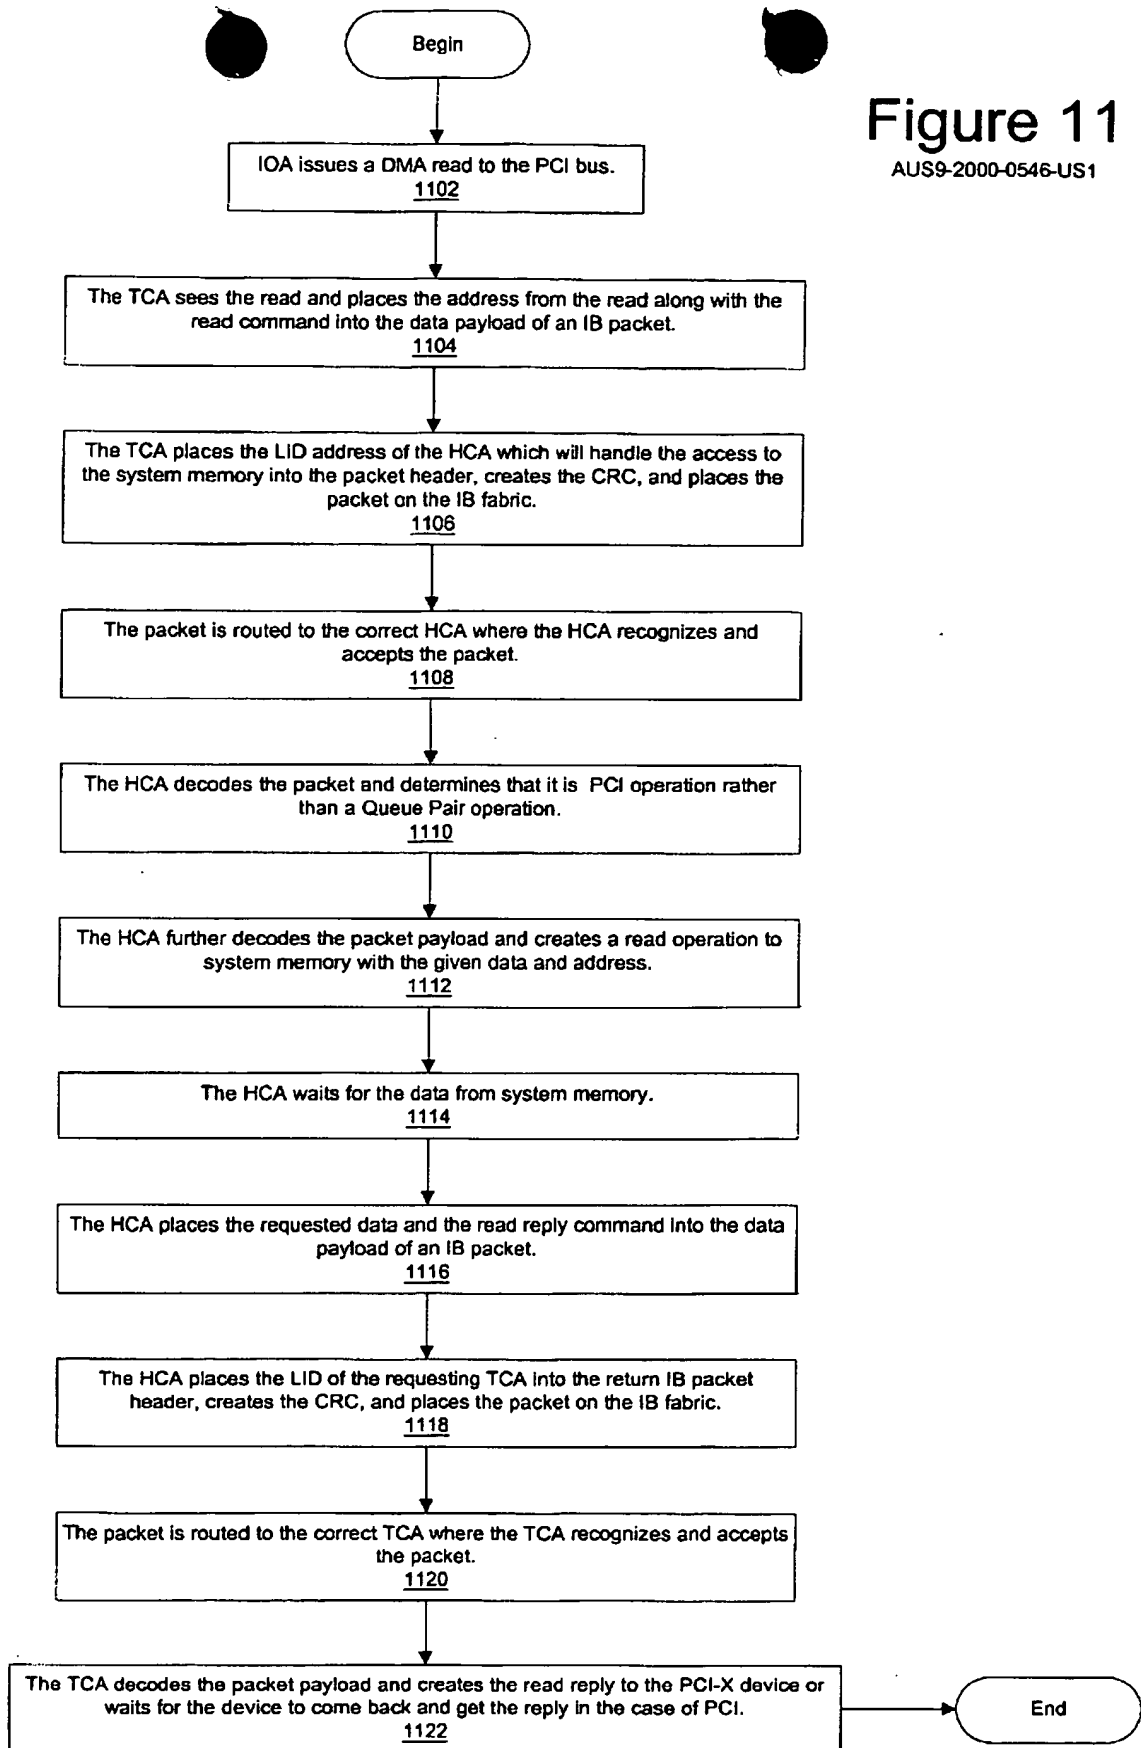 Begin
Figure 11
AUS9-2000-0546-US1
IOA issues a DMA read to the PCI bus.
1102
The TCA sees the read and places the address from the read along with the
read command into the data payload of an IB packet.
1104
The TCA places the LID address of the HCA which will handle the access to
the system memory into the packet header, creates the CRC, and places the
packet on the IB fabric.
1106
The packet is routed to the correct HCA where the HCA recognizes and
accepts the packet.
1108
The HCA decodes the packet and determines that it is PCI operation rather
than a Queue Pair operation.
1110
The HCA further decodes the packet payload and creates a read operation to
system memory with the given data and address.
1112
The HCA waits for the data from system memory.
1114
The HCA places the requested data and the read reply command into the data
payload of an IB packet.
1116
The HCA places the LID of the requesting TCA into the return IB packet
header, creates the CRC, and places the packet on the IB fabric.
1118
The packet is routed to the correct TCA where the TCA recognizes and accepts
the packet.
1120
The TCA decodes the packet payload and creates the read reply to the PCI-X device or
waits for the device to come back and get the reply in the case of PCI.
1122
End